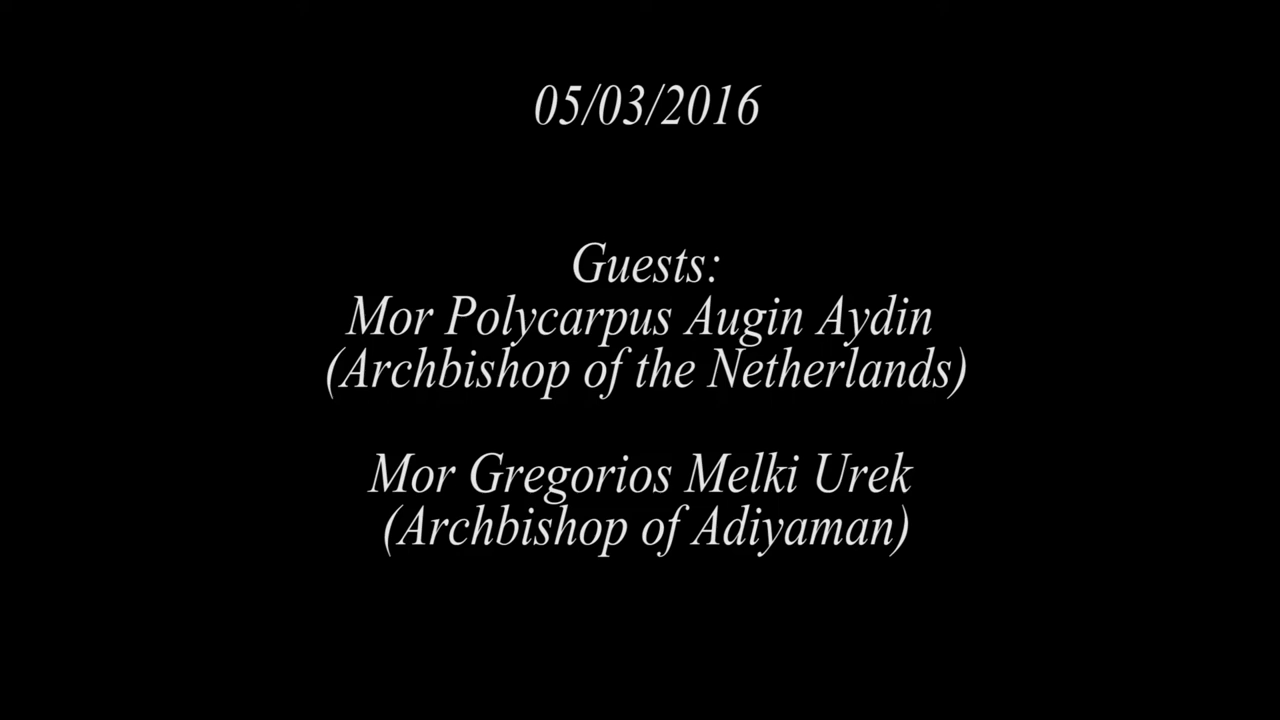 05/03/2016
Guests:
Mor Polycarpus Augin Aydin
(Archbishop of the Netherlands)
Mor Gregorios Melki Urek
(Archbishop of Adiyaman)